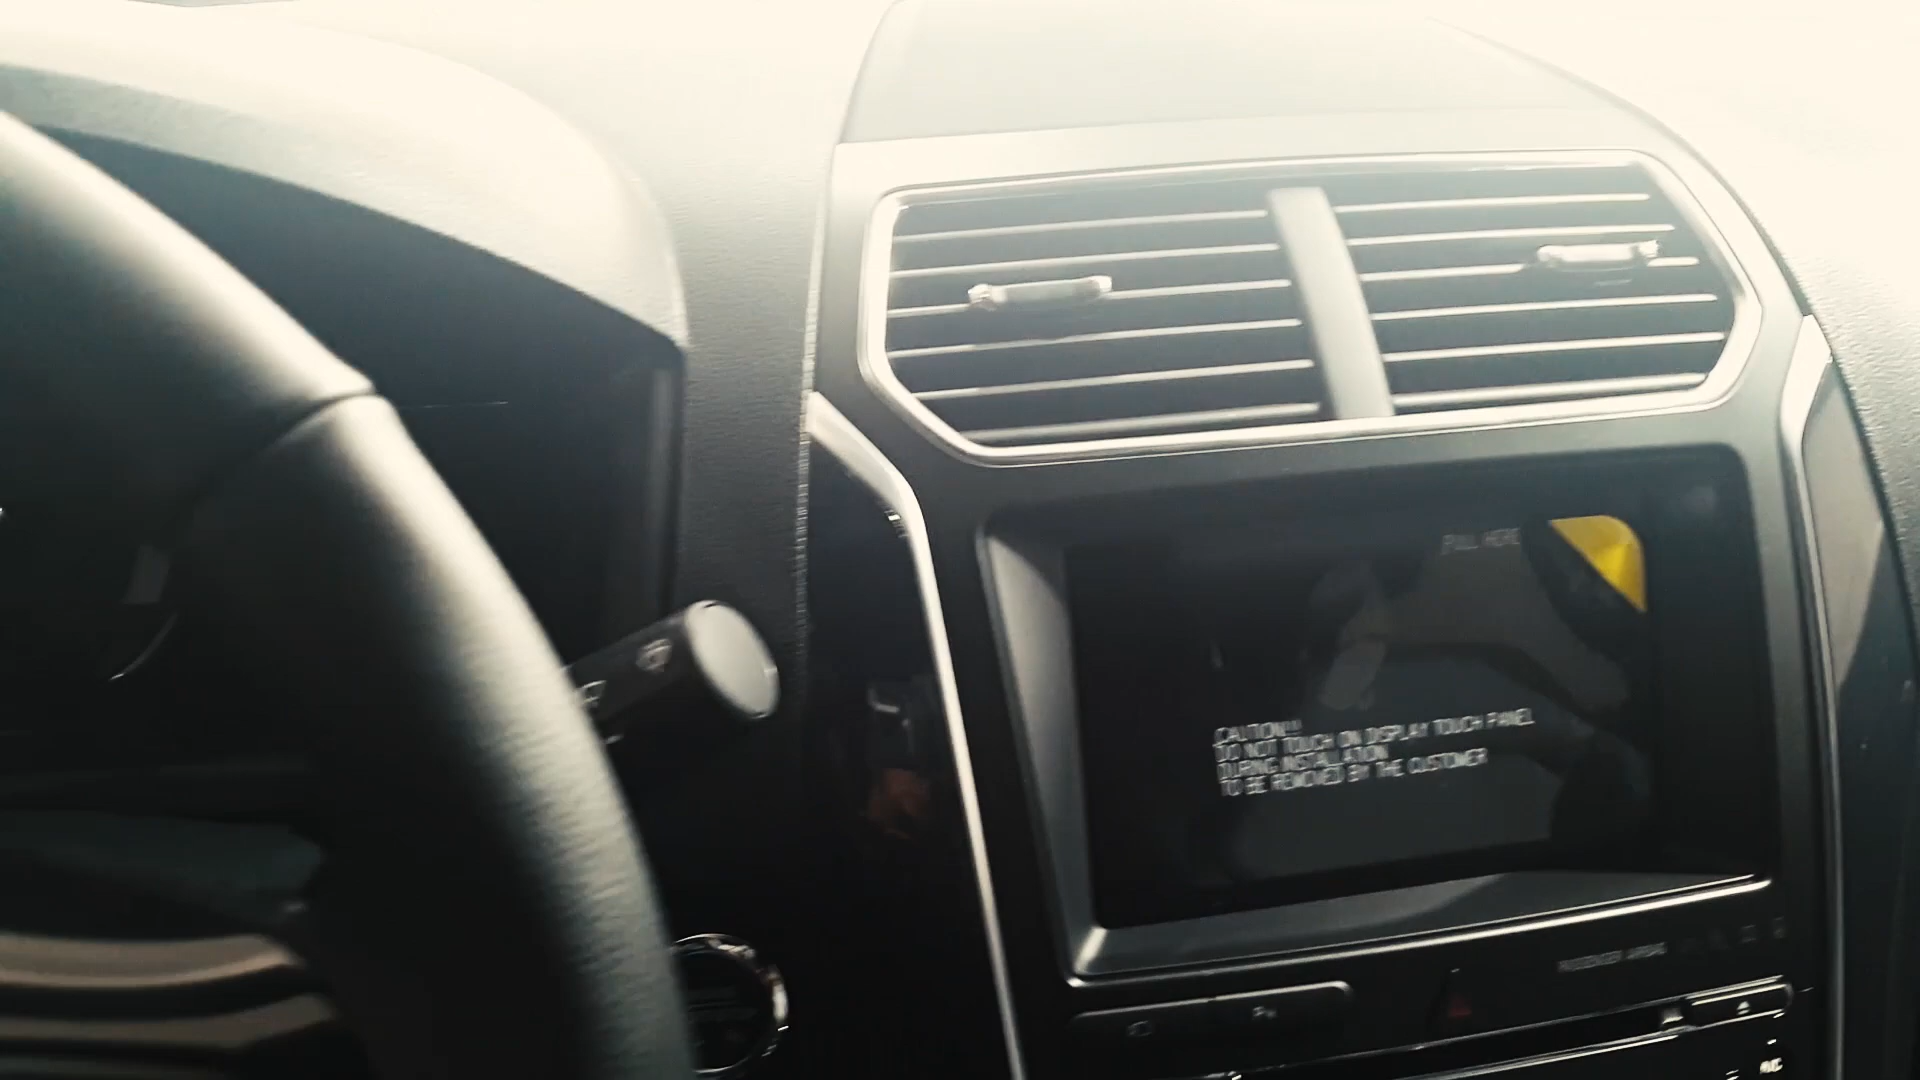 PULL HERE
CAUTION!!!
DO NOT TOUCH ON DISPLAY TOUCH PANEL
DURING INSTALLATION
TO BE REMOVED BY THE CUSTOMER
PASSENGER AIRBAG